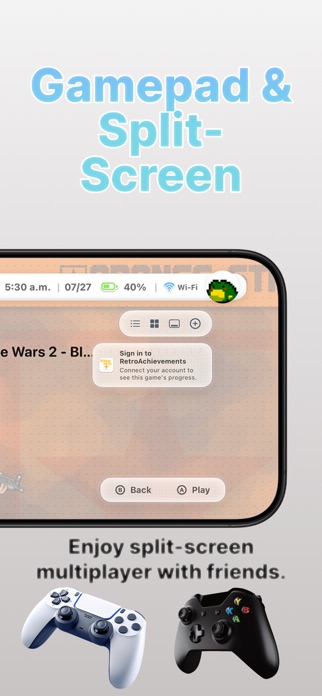 Gamepad &
Split-
Screen
5:30 a.m. | 07/27 40% Wi-Fi
e Wars 2 - Bl...
Sign in to
RetroAchievements
Connect your account to
see this game's progress.
B Back A Play
Enjoy split-screen
multiplayer with friends.